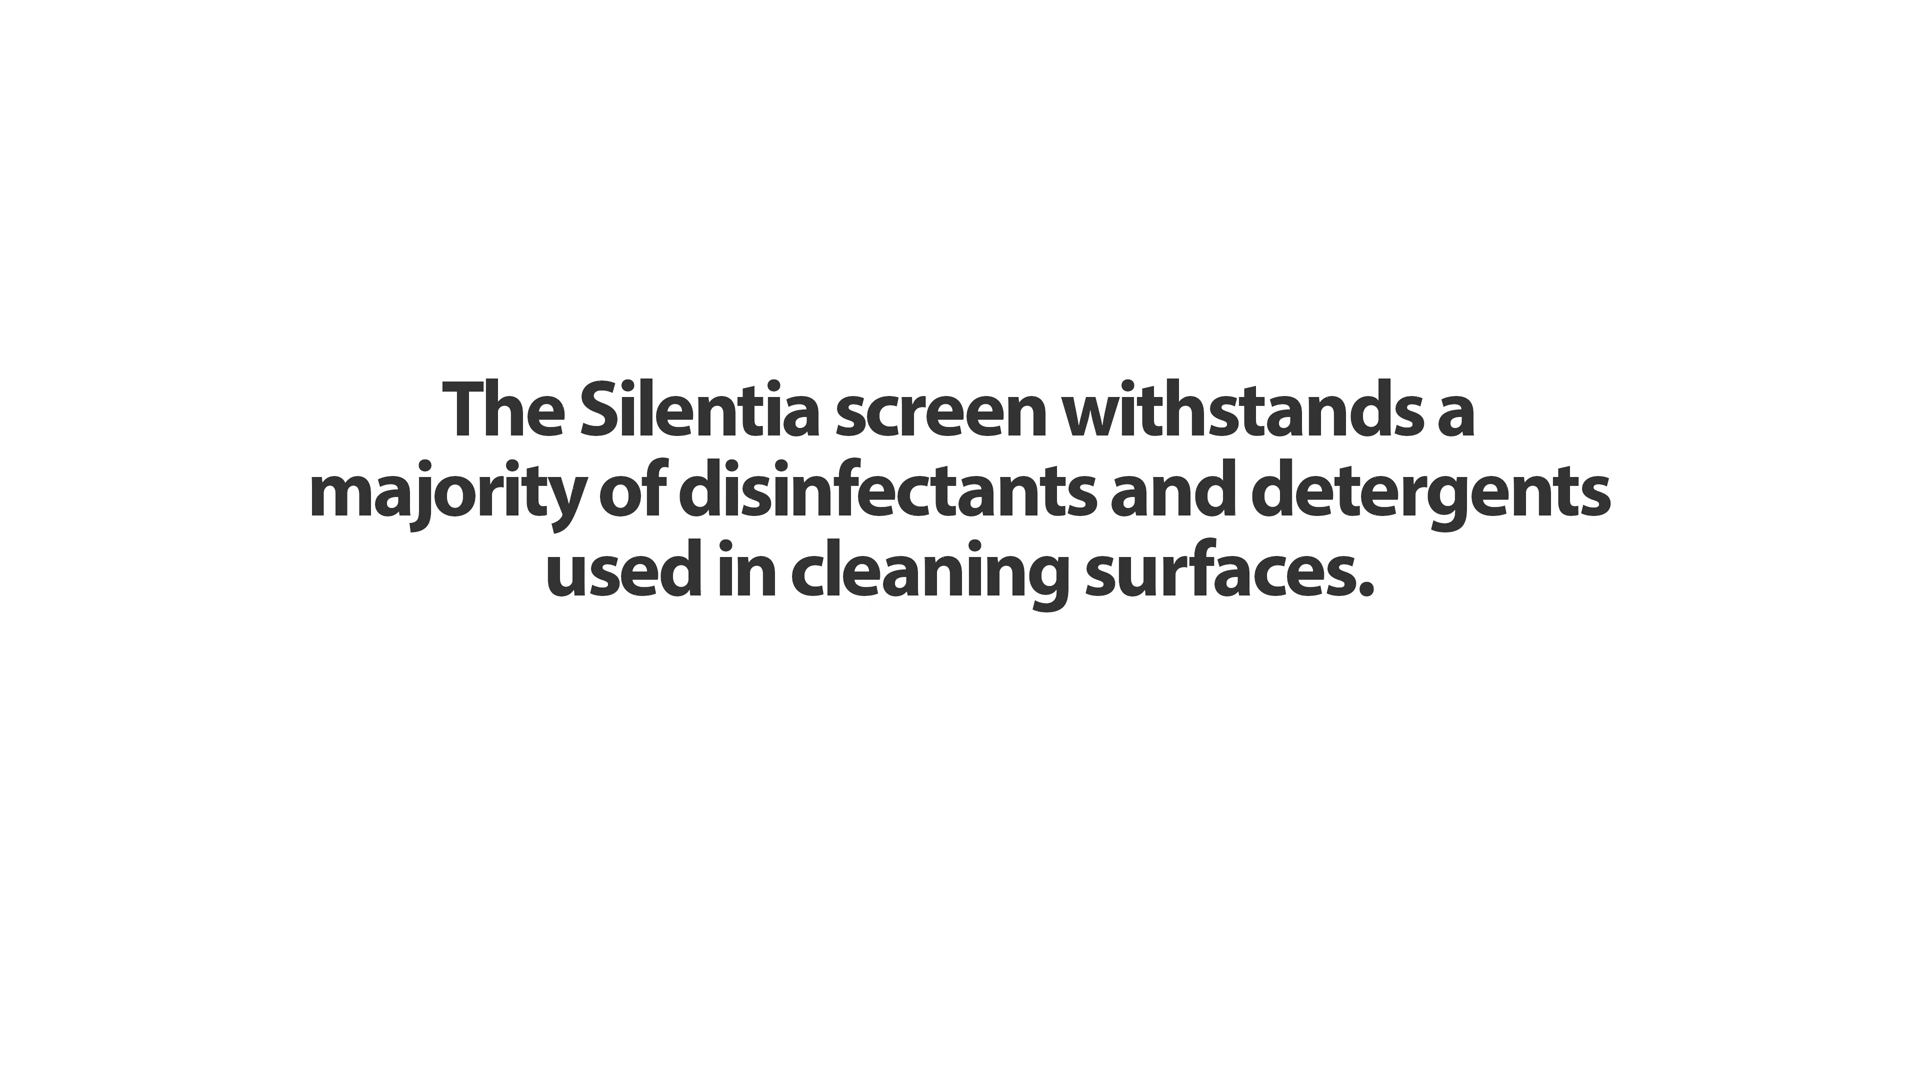 The Silentia screen withstands a
majority of disinfectants and detergents
used in cleaning surfaces.